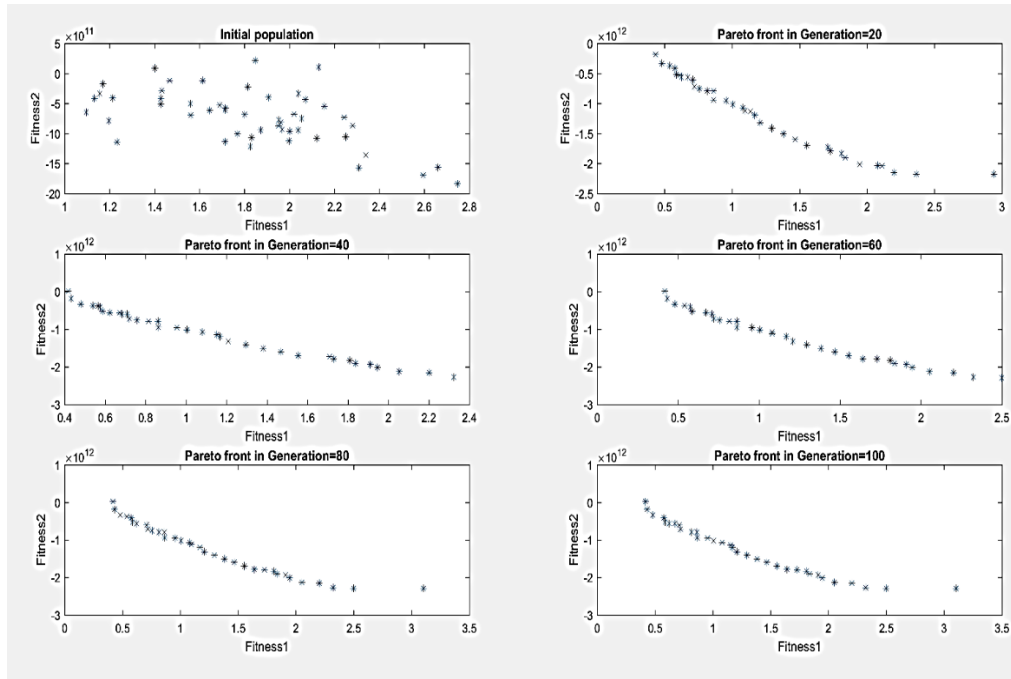 Initial population
×10^11
5
0
-5
-10
-15
-20
Fitness2
1 1.2 1.4 1.6 1.8 2 2.2 2.4 2.6 2.8
Fitness1
Pareto front in Generation=20
×10^12
0
-0.5
-1
-1.5
-2
-2.5
Fitness2
0 0.5 1 1.5 2 2.5 3
Fitness1
Pareto front in Generation=40
×10^12
1
0
-1
-2
-3
Fitness2
0.4 0.6 0.8 1 1.2 1.4 1.6 1.8 2 2.2 2.4
Fitness1
Pareto front in Generation=60
×10^12
1
0
-1
-2
-3
Fitness2
0 0.5 1 1.5 2 2.5
Fitness1
Pareto front in Generation=80
×10^12
1
0
-1
-2
-3
Fitness2
0 0.5 1 1.5 2 2.5 3 3.5
Fitness1
Pareto front in Generation=100
×10^12
1
0
-1
-2
-3
Fitness2
0 0.5 1 1.5 2 2.5 3 3.5
Fitness1